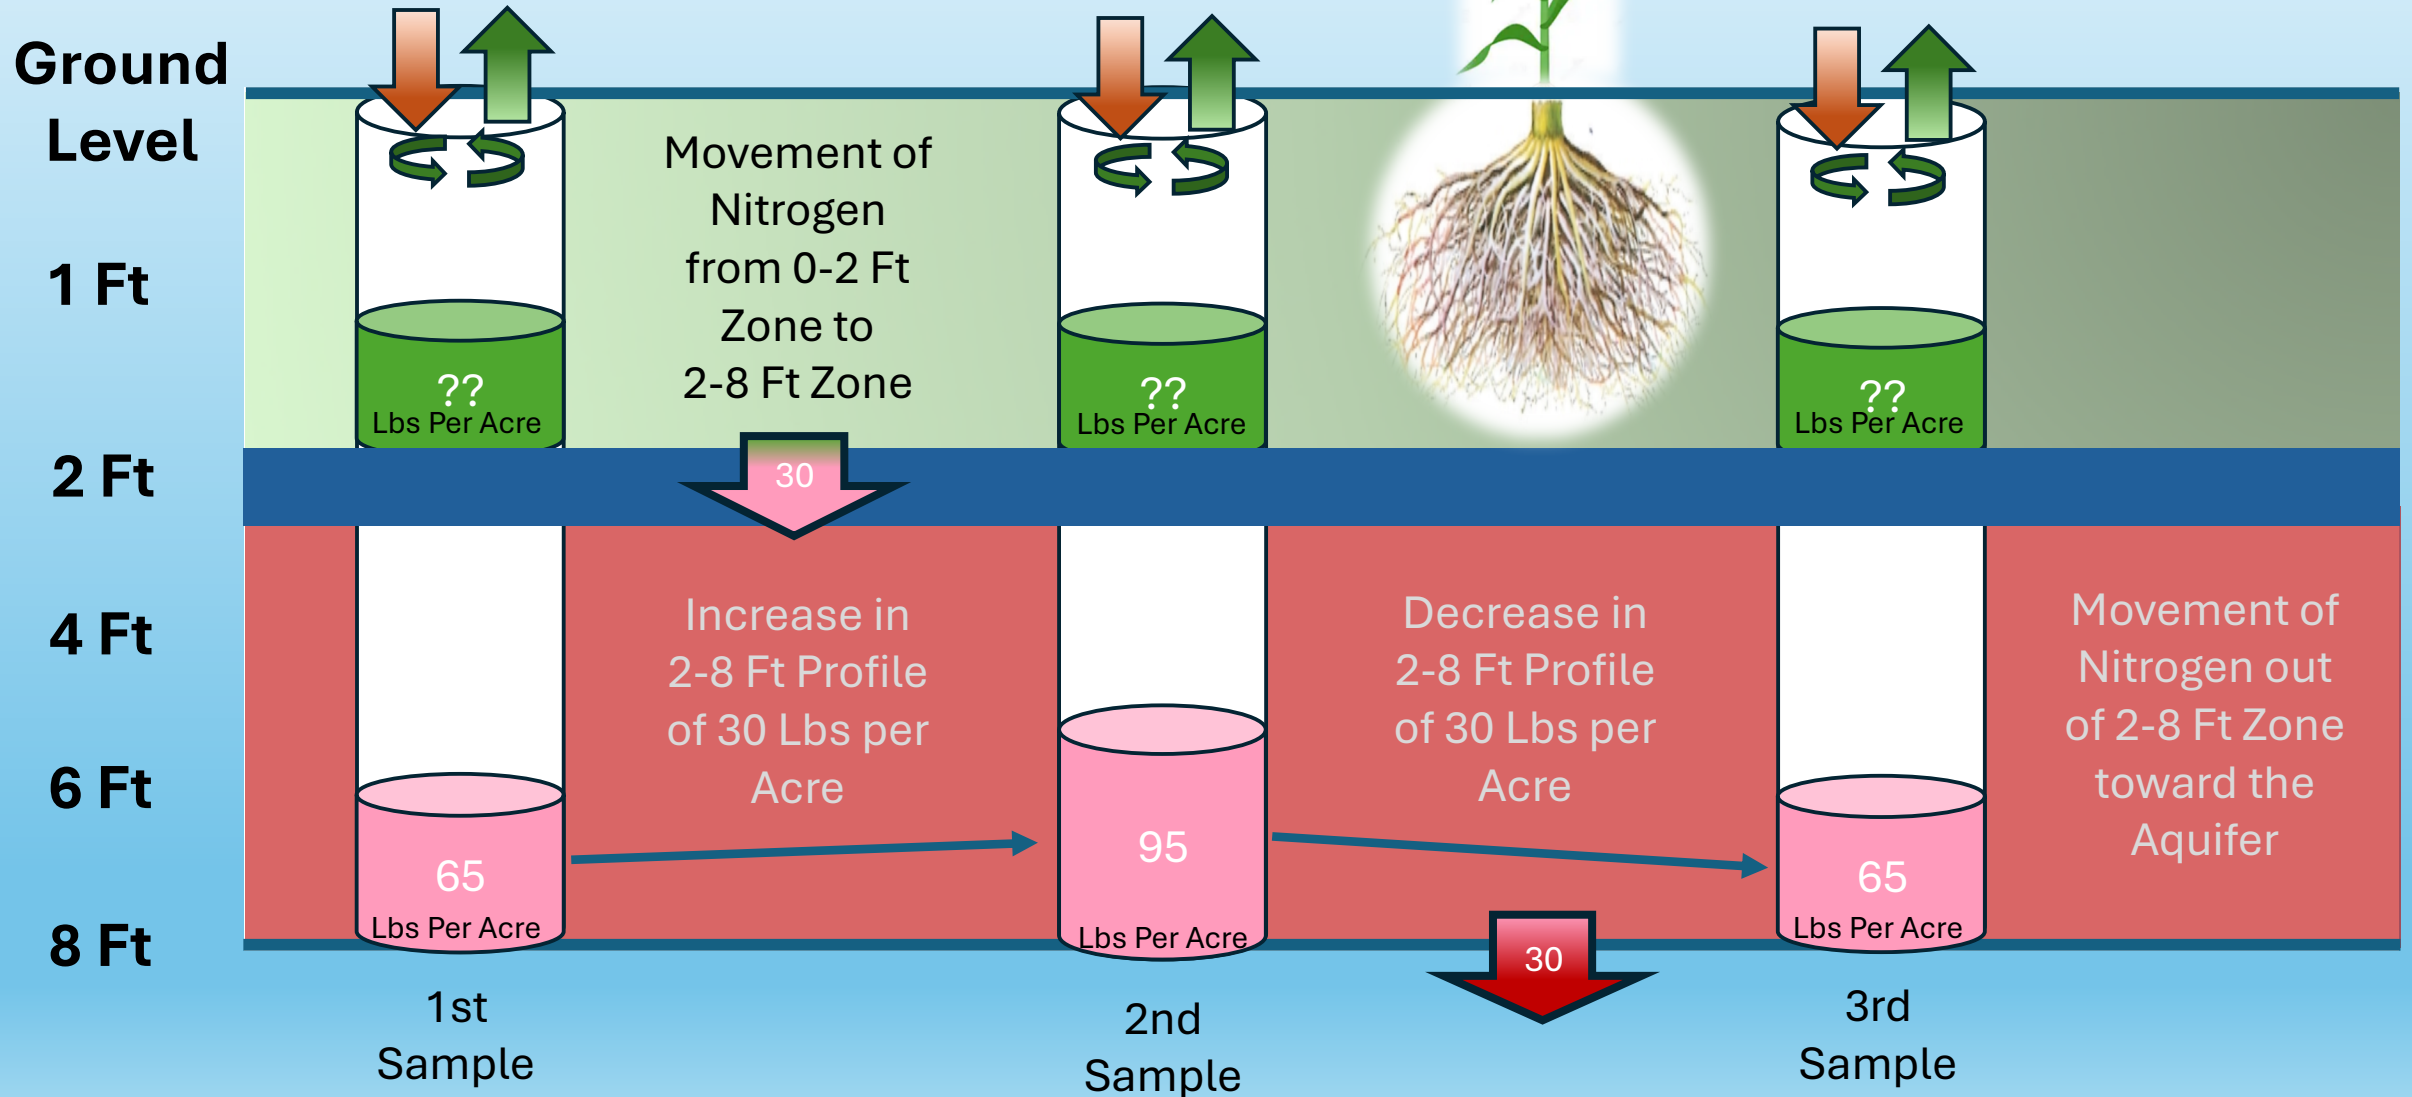 Ground
Level
1 Ft
2 Ft
4 Ft
6 Ft
8 Ft
??
Lbs Per Acre
Movement of
Nitrogen
from 0-2 Ft
Zone to
2-8 Ft Zone
30
??
Lbs Per Acre
??
Lbs Per Acre
65
Lbs Per Acre
Increase in
2-8 Ft Profile
of 30 Lbs per
Acre
95
Lbs Per Acre
Decrease in
2-8 Ft Profile
of 30 Lbs per
Acre
30
65
Lbs Per Acre
Movement of
Nitrogen out
of 2-8 Ft Zone
toward the
Aquifer
1st
Sample
2nd
Sample
3rd
Sample